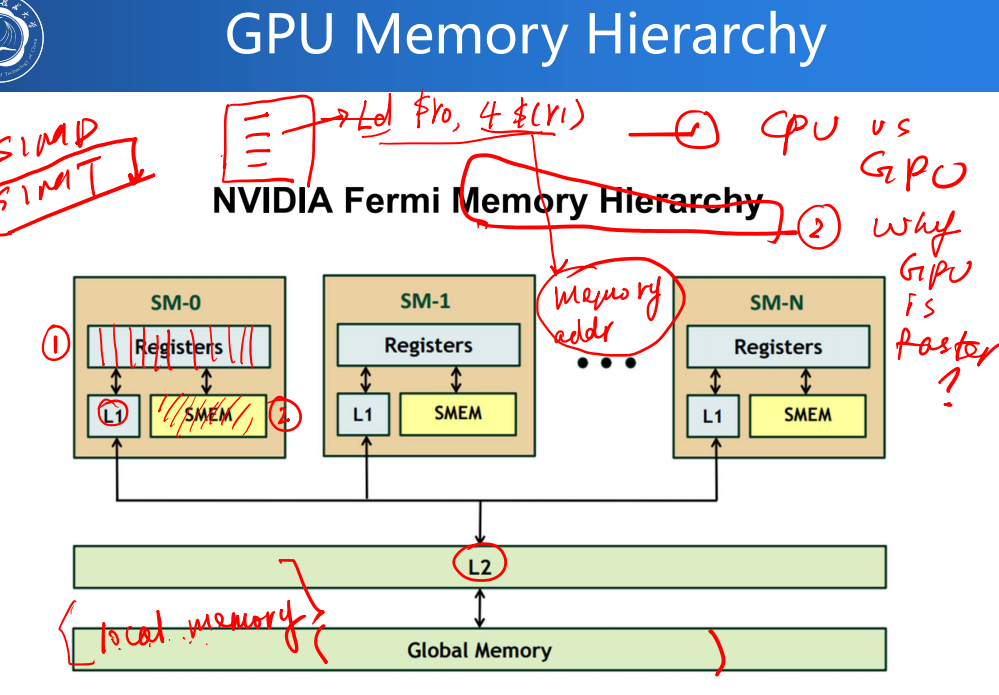 GPU Memory Hierarchy
Ld $r0, 4 $(r1)
① CPU vs
GPU
SIMD
SIMT
NVIDIA Fermi Memory Hierarchy
② why
GPU
is
faster
?
SM-0
SM-1
SM-N
memory
addr
① Registers
Registers
Registers
L1
SMEM ②
L1
SMEM
L1
SMEM
L2
local memory
Global Memory